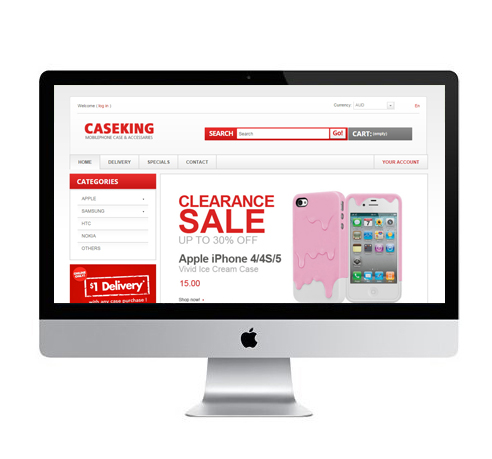 Welcome ( log in )
Currency : AUD
En
CASEKING
MOBILEPHONE CASE & ACCESSARIES
SEARCH Search Go! CART: (empty)
HOME DELIVERY SPECIALS CONTACT YOUR ACCOUNT
CATEGORIES
APPLE
SAMSUNG
HTC
NOKIA
OTHERS
ONLINE ONLY!
$1 Delivery
with any case purchase !
CLEARANCE
SALE
UP TO 30% OFF
Apple iPhone 4/4S/5
Vivid Ice Cream Case
15.00
Shop now!